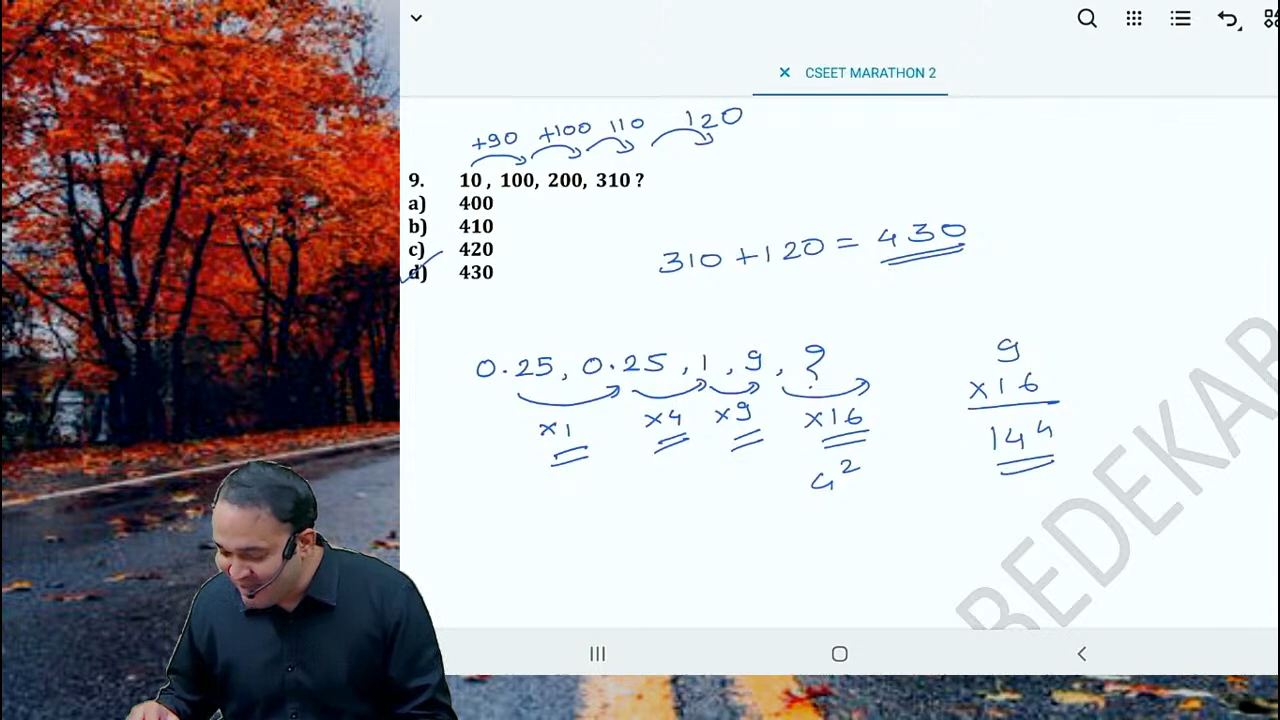 CSEET MARATHON 2
+90 +100 110 120
9. 10 , 100, 200, 310 ?
a) 400
b) 410
c) 420
d) 430
310 + 120 = 430
0.25, 0.25, 1, 9, ?
×1 ×4 ×9 ×16
4²
9
×16
144
BEDEKAR